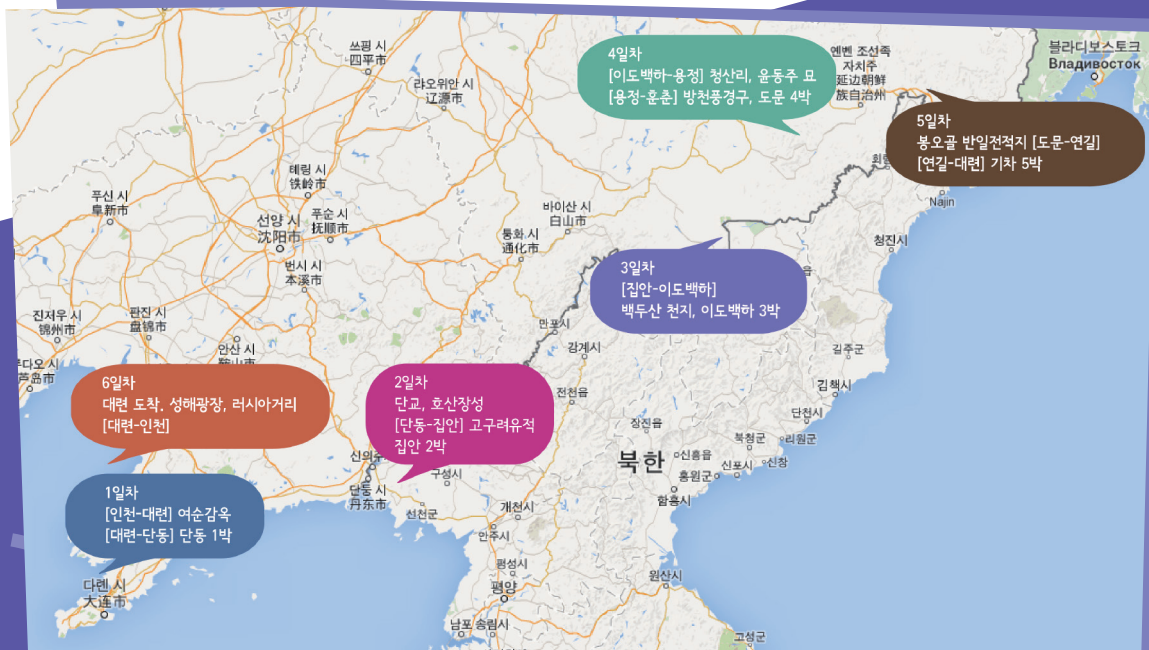 1일차
[인천-대련] 여순감옥
[대련-단동] 단동 1박
2일차
단교, 호산장성
[단동-집안] 고구려유적
집안 2박
3일차
[집안-이도백하]
백두산 천지, 이도백하 3박
4일차
[이도백하-용정] 청산리, 윤동주 묘
[용정-훈춘] 방천풍경구, 도문 4박
5일차
봉오골 반일전적지 [도문-연길]
[연길-대련] 기차 5박
6일차
대련 도착. 성해광장, 러시아거리
[대련-인천]
쓰핑 시
四平市
랴오위안 시
辽源市
옌볜 조선족
자치주
延边朝鲜
族自治州
블라디보스토크
Владивосток
톄링 시
铁岭市
푸신 시
阜新市
선양 시
沈阳市
푸순 시
抚顺市
바이산 시
白山市
통화 시
通化市
번시 시
本溪市
Najin
청진시
진저우 시
锦州市
판진 시
盘锦市
안산 시
만포시
강계시
길주군
김책시
전천읍
단천시
장진읍
북청군
리원군
신흥읍
신포시
신창
홍원군
북한
함흥시
구성시
단둥 시
丹东市
선천군
개천시
안주시
평성시
평양
원산시
다롄 시
大连市
남포
송림시
고성군